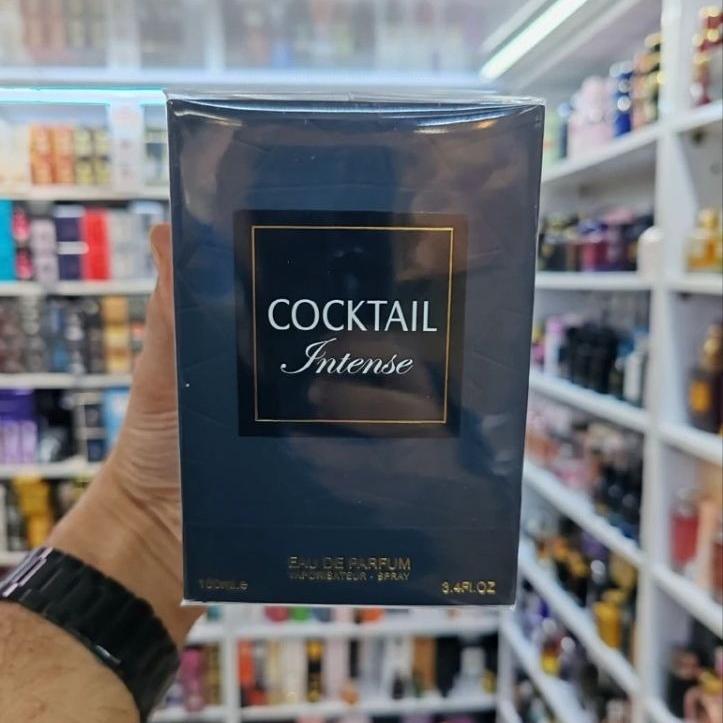 COCKTAIL
Intense
EAU DE PARFUM
VAPORISATEUR - SPRAY
100ml.e 3.4Fl.OZ